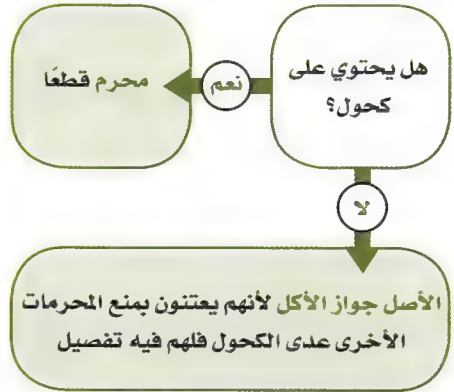 هل يحتوي على
كحول؟
نعم
محرم قطعًا
لا
الأصل جواز الأكل لأنهم يعتنون بمنع المحرمات
الأخرى عدى الكحول فلهم فيه تفصيل